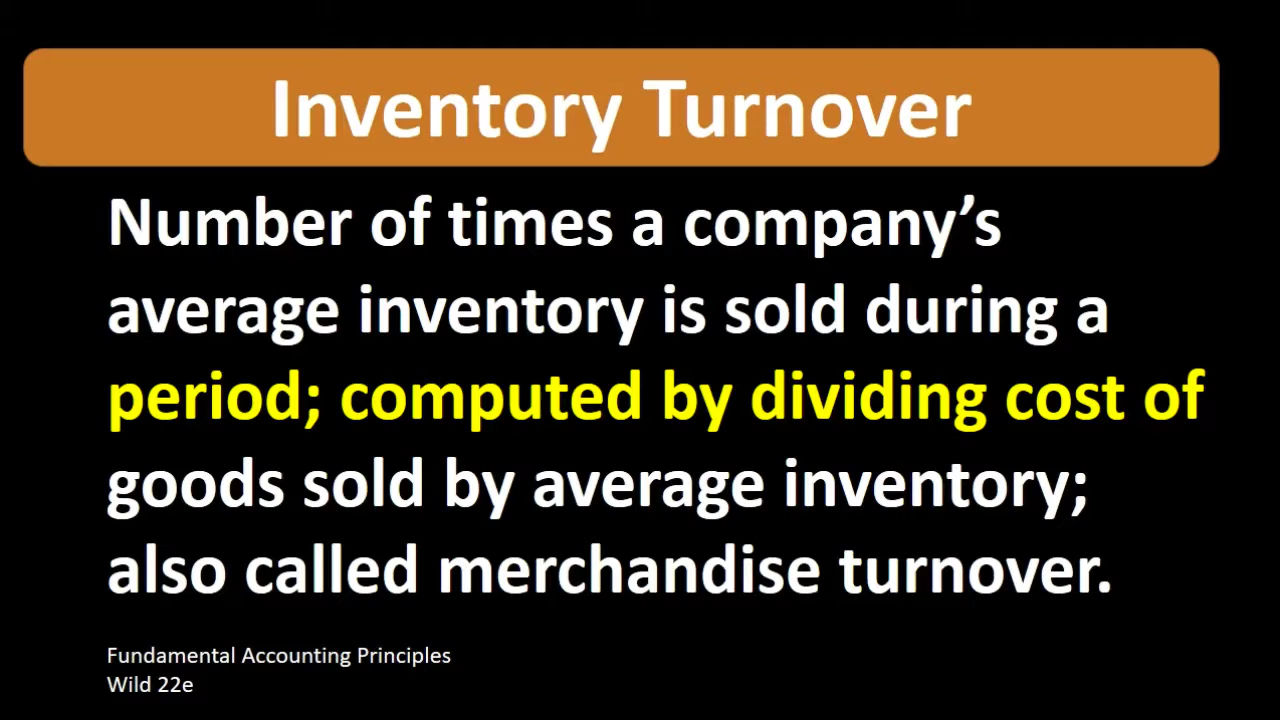 Inventory Turnover
Number of times a company’s
average inventory is sold during a
period; computed by dividing cost of
goods sold by average inventory;
also called merchandise turnover.
Fundamental Accounting Principles
Wild 22e